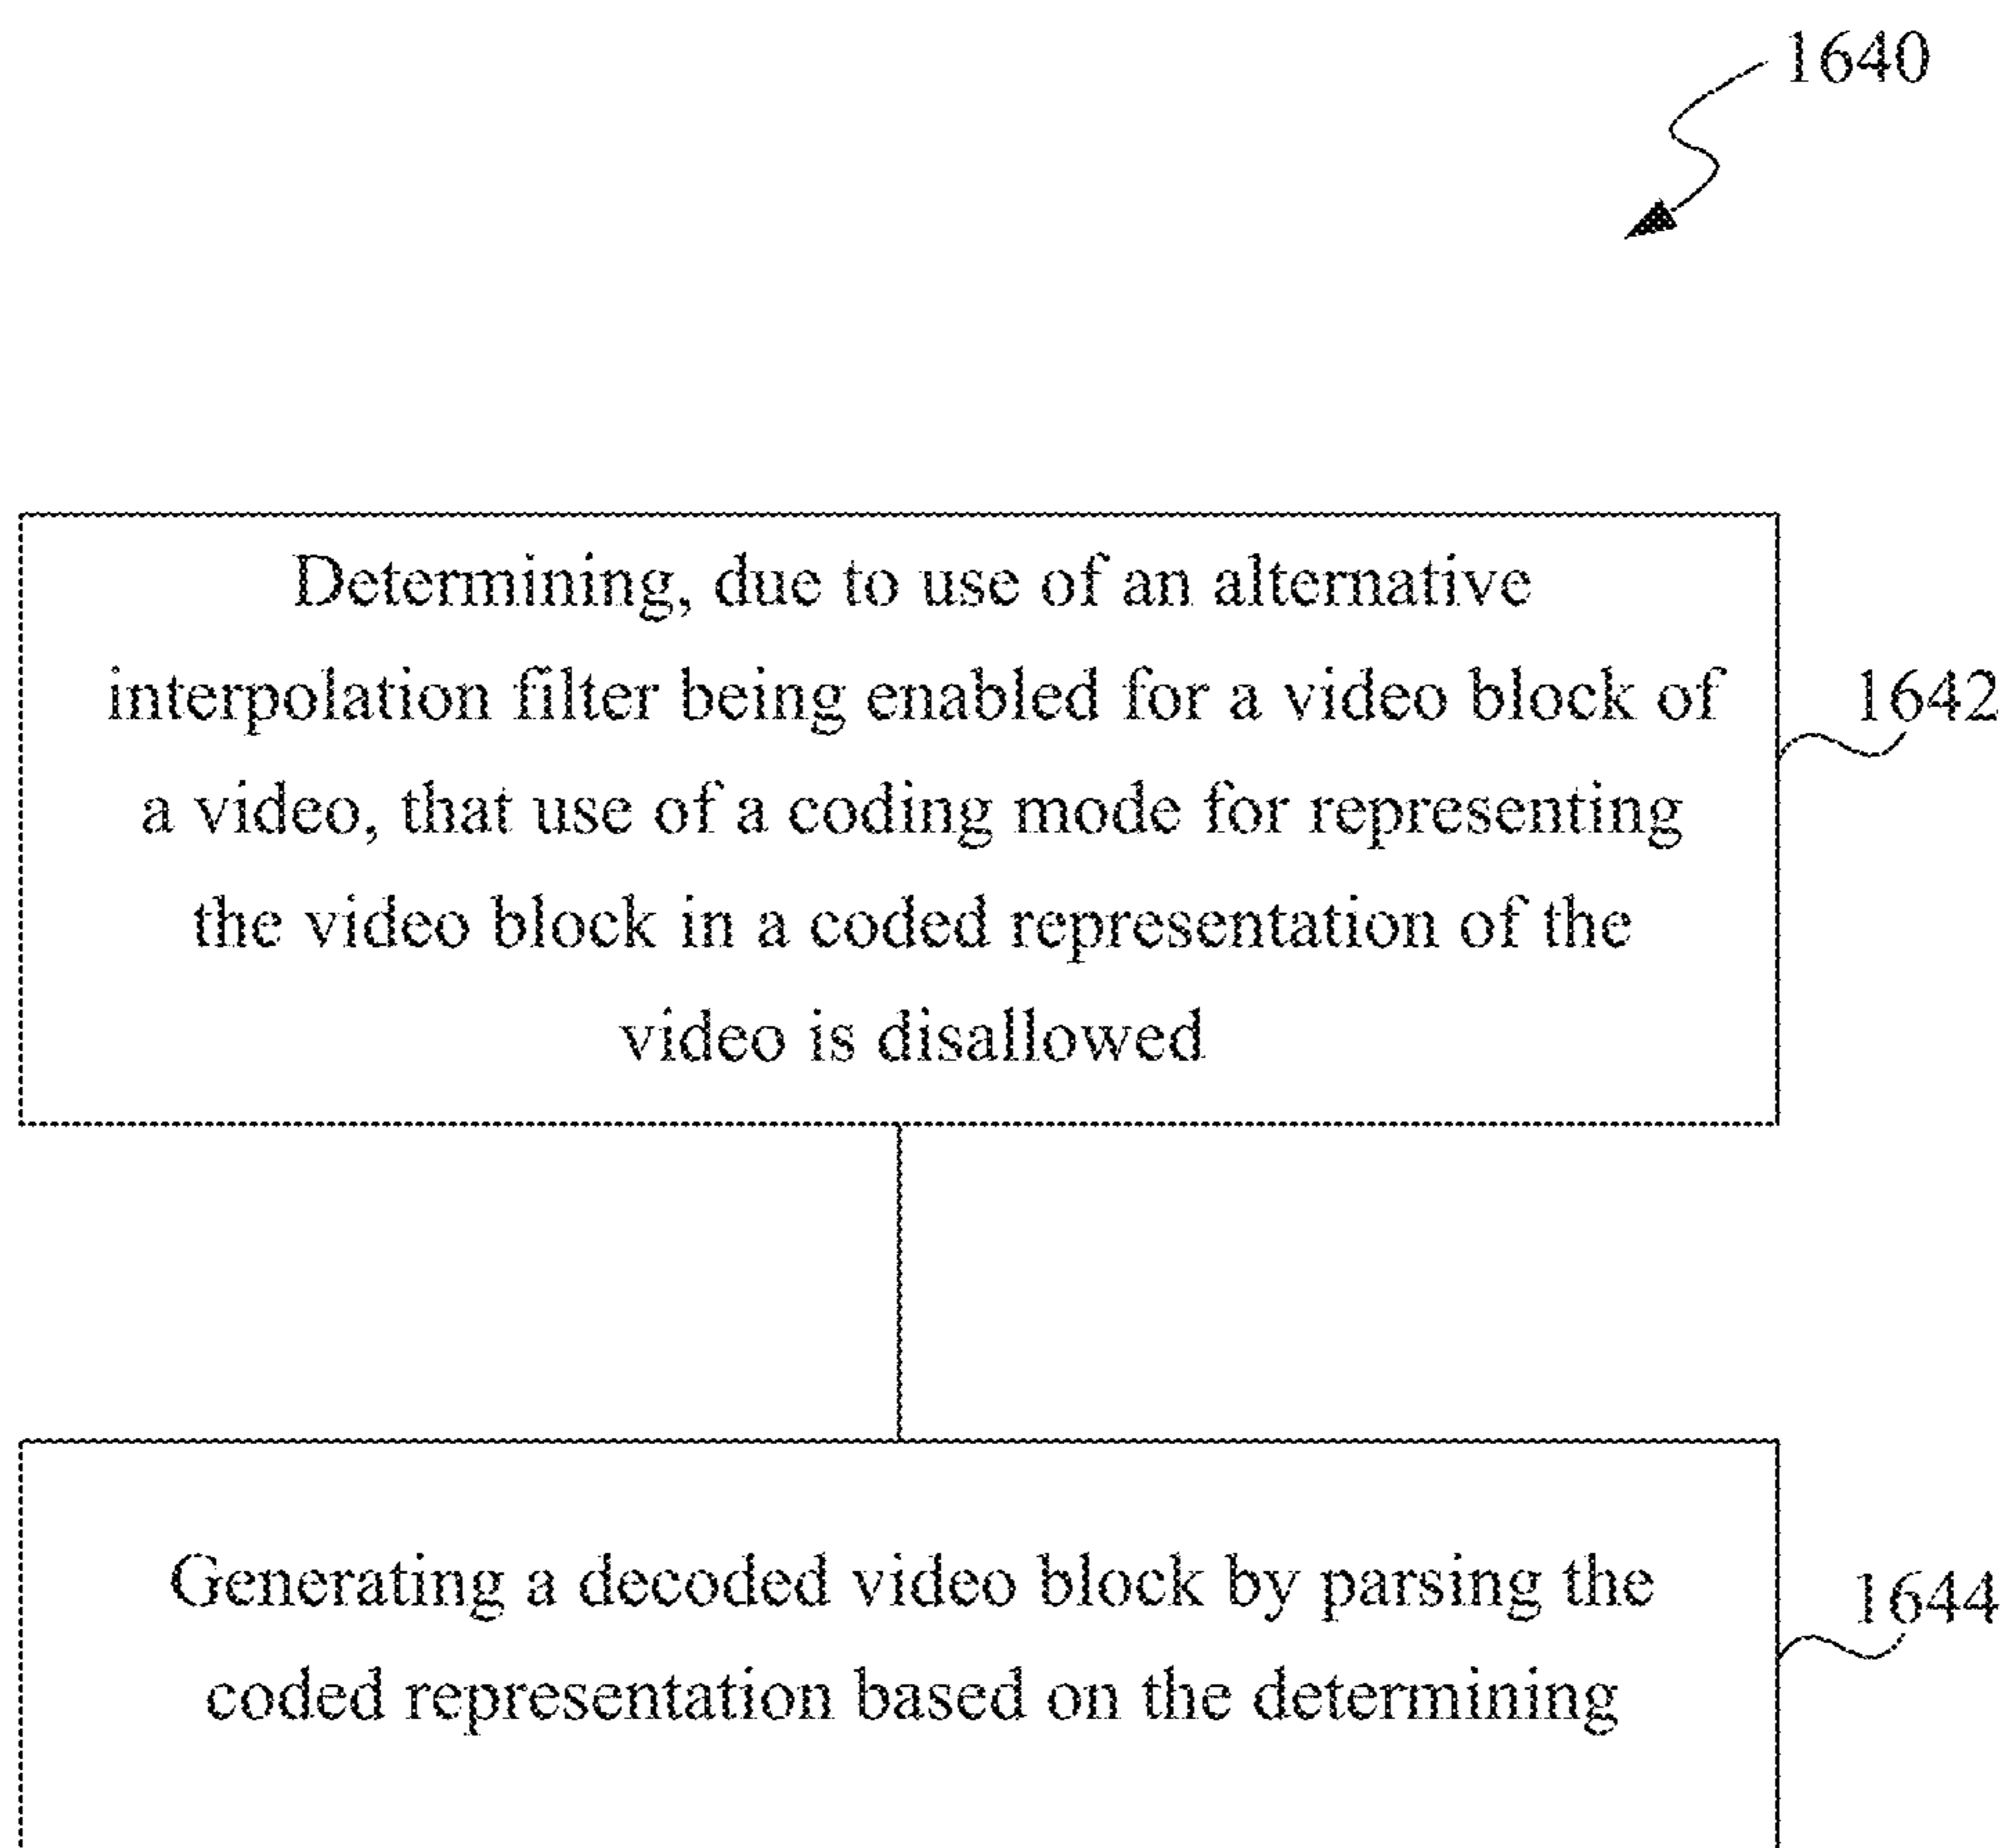 1640
Determining, due to use of an alternative
interpolation filter being enabled for a video block of
a video, that use of a coding mode for representing
the video block in a coded representation of the
video is disallowed
1642
Generating a decoded video block by parsing the
coded representation based on the determining
1644